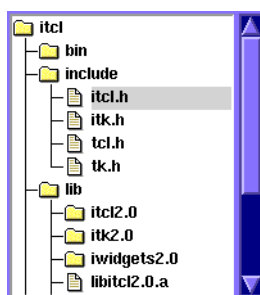 itcl
bin
include
itcl.h
itk.h
tcl.h
tk.h
lib
itcl2.0
itk2.0
iwidgets2.0
libitcl2.0.a